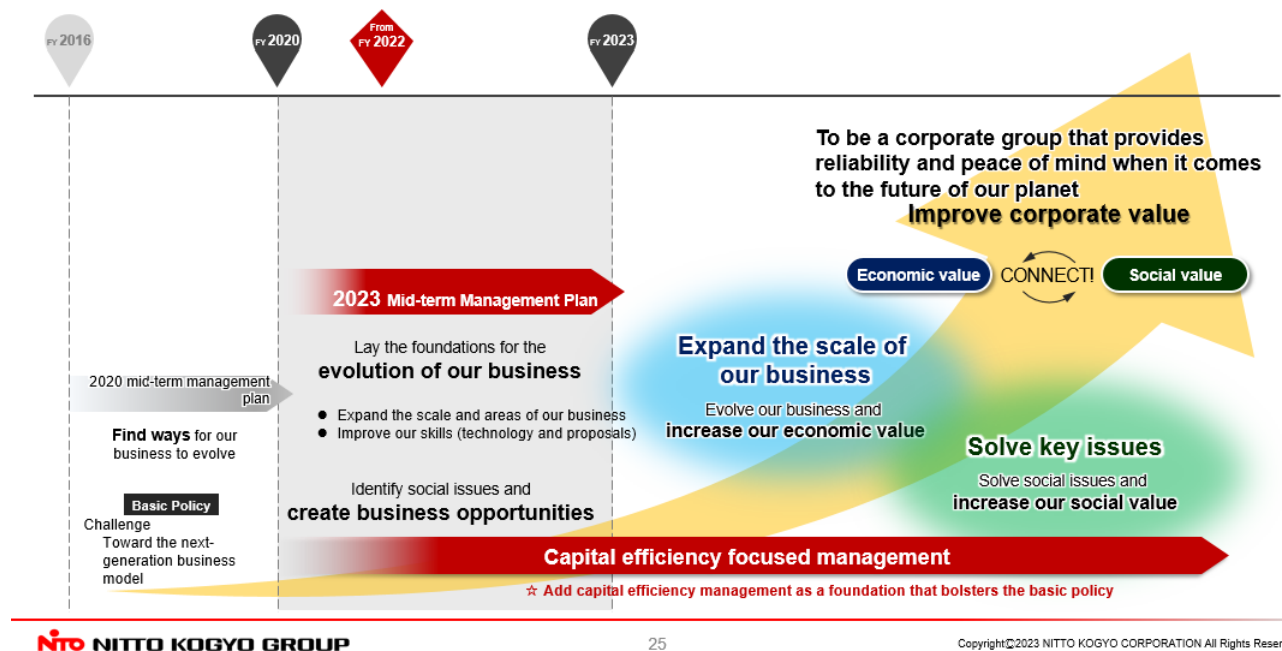 FY 2016
FY 2020
From
FY 2022
FY 2023
To be a corporate group that provides
reliability and peace of mind when it comes
to the future of our planet
Improve corporate value
Economic value
CONNECT!
Social value
2023 Mid-term Management Plan
Lay the foundations for the
evolution of our business
● Expand the scale and areas of our business
● Improve our skills (technology and proposals)
Identify social issues and
create business opportunities
2020 mid-term management
plan
Find ways for our
business to evolve
Basic Policy
Challenge
Toward the next-
generation business
model
Expand the scale of
our business
Evolve our business and
increase our economic value
Solve key issues
Solve social issues and
increase our social value
Capital efficiency focused management
☆ Add capital efficiency management as a foundation that bolsters the basic policy
NITO NITTO KOGYO GROUP
25
Copyright©2023 NITTO KOGYO CORPORATION All Rights Reser